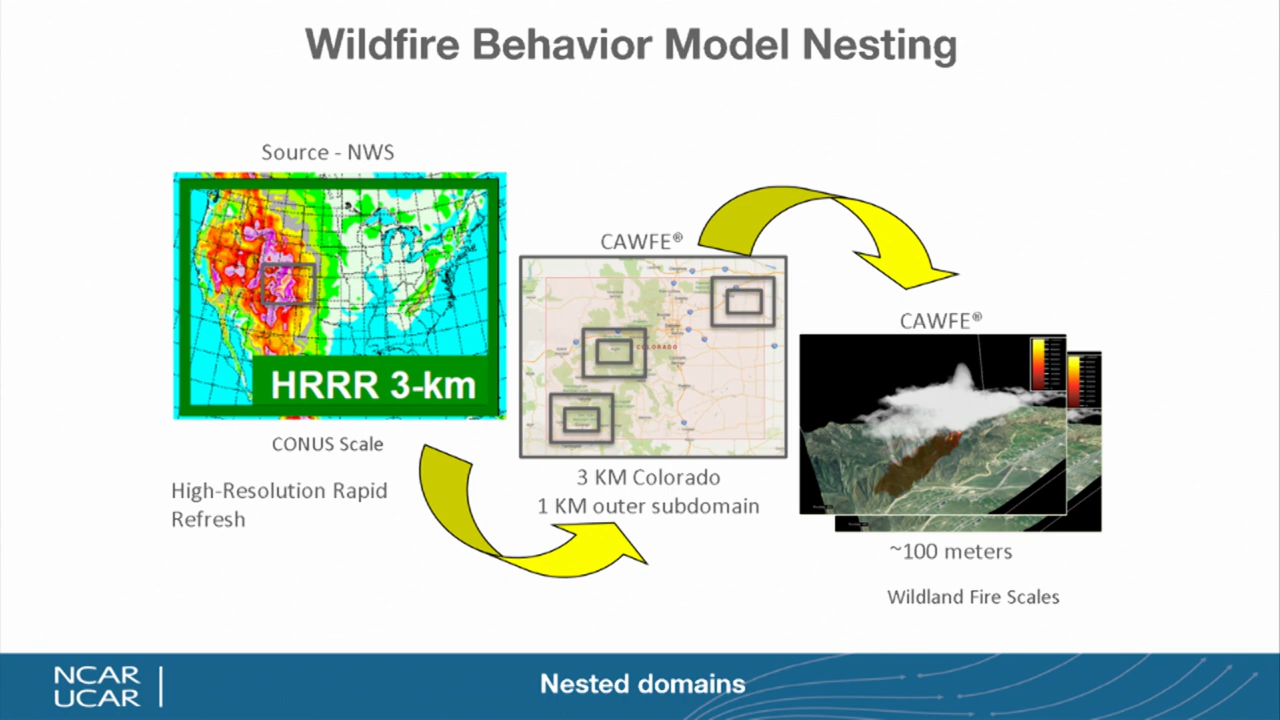 Wildfire Behavior Model Nesting
Source - NWS
HRRR 3-km
CONUS Scale
High-Resolution Rapid
Refresh
CAWFE®
COLORADO
3 KM Colorado
1 KM outer subdomain
CAWFE®
~100 meters
Wildland Fire Scales
NCAR
UCAR
Nested domains